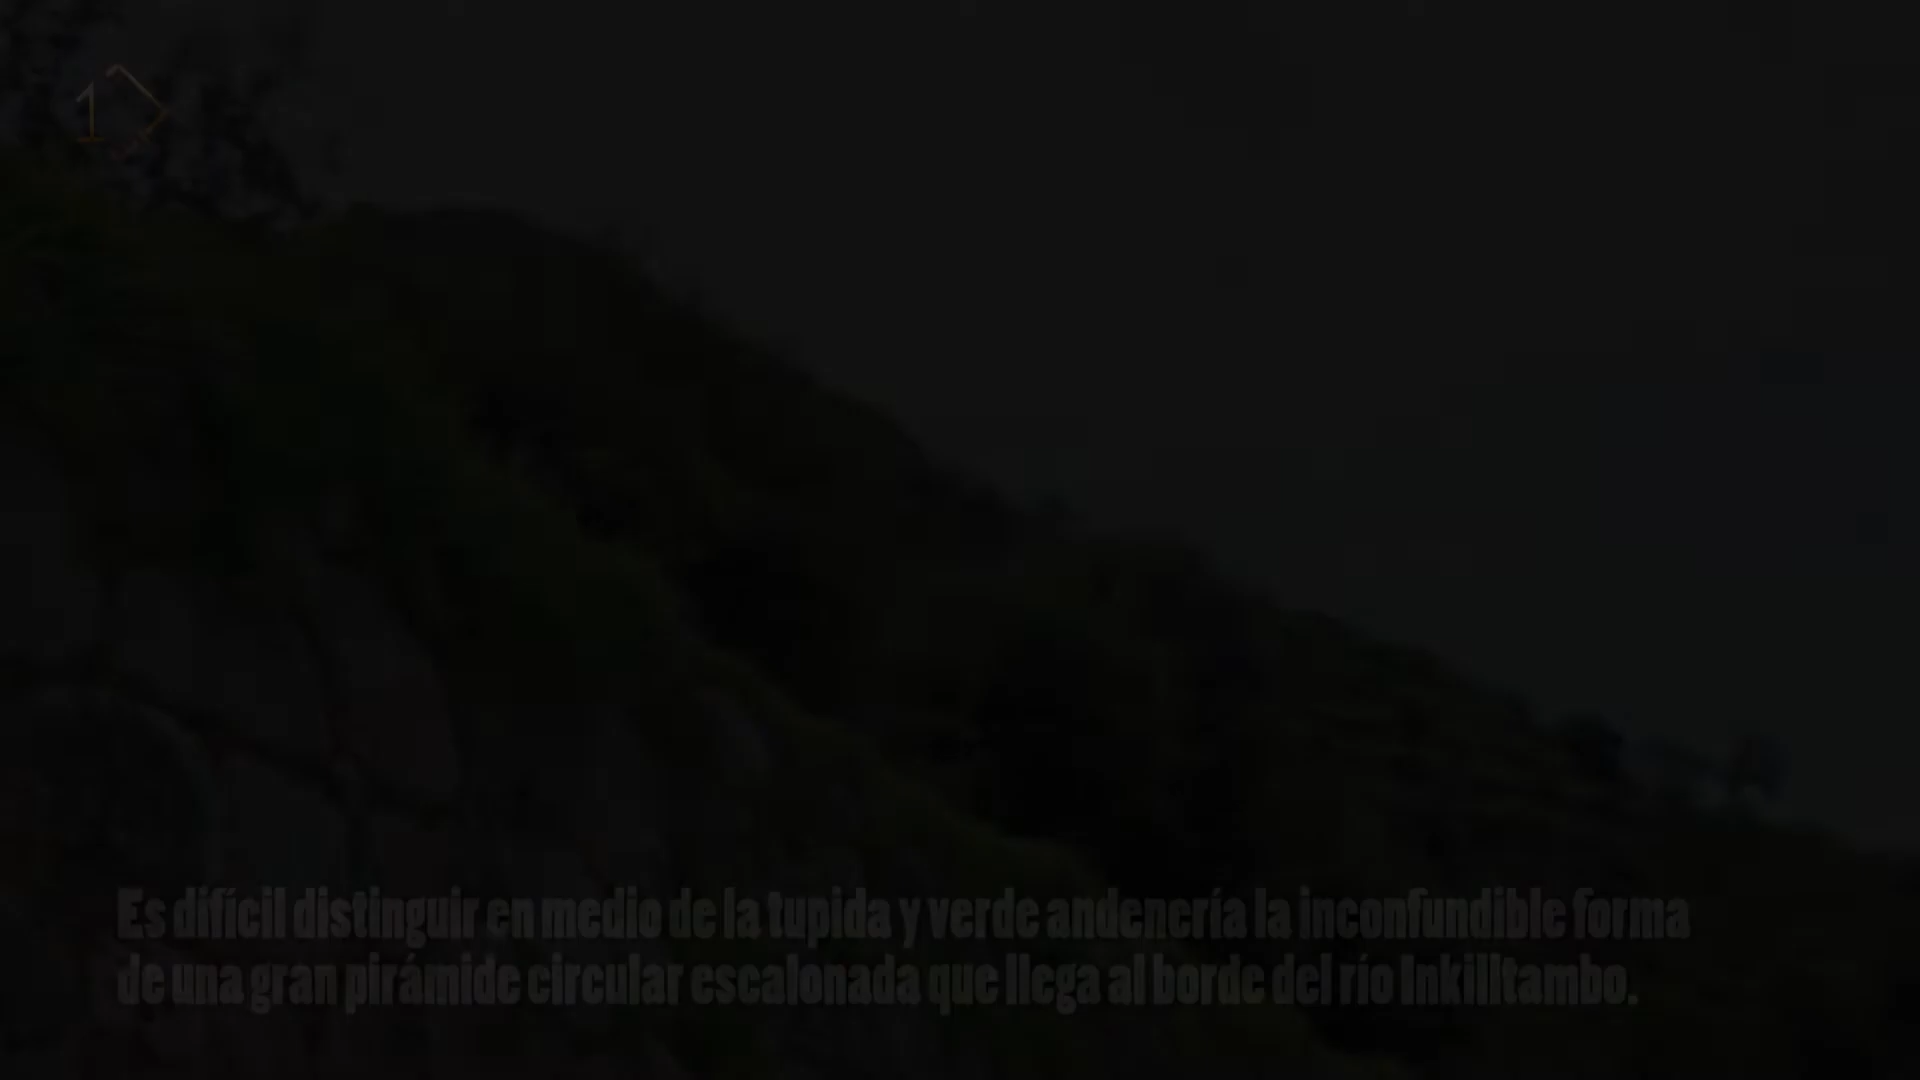 1
Es difícil distinguir en medio de la tupida y verde andenería la inconfundible forma
de una gran pirámide circular escalonada que llega al borde del río Inkilltambo.